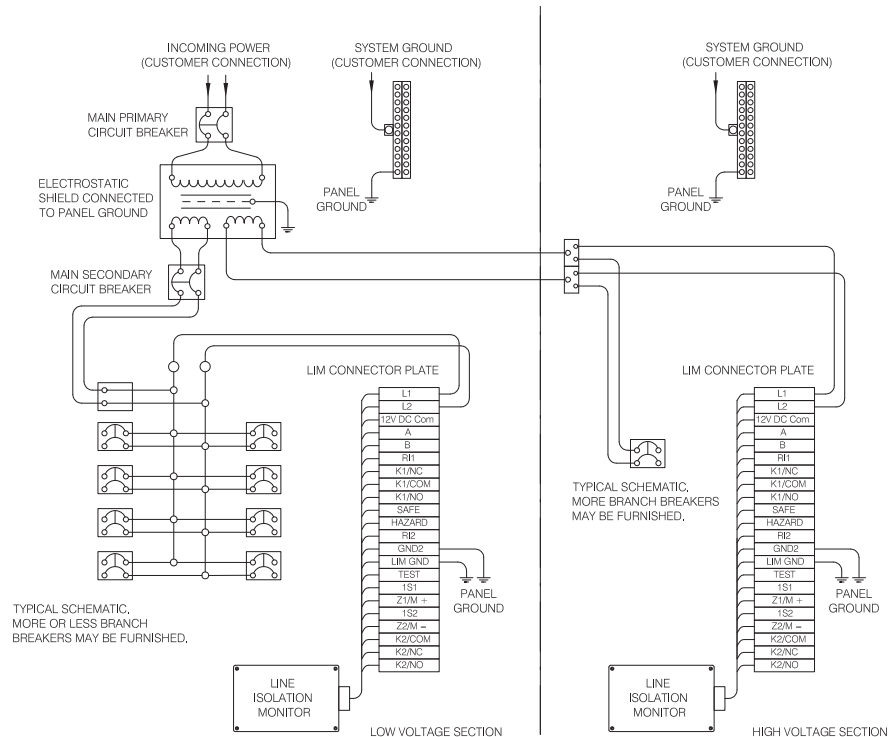 INCOMING POWER
(CUSTOMER CONNECTION)
SYSTEM GROUND
(CUSTOMER CONNECTION)
MAIN PRIMARY
CIRCUIT BREAKER
ELECTROSTATIC
SHIELD CONNECTED
TO PANEL GROUND
PANEL
GROUND
MAIN SECONDARY
CIRCUIT BREAKER
LIM CONNECTOR PLATE
L1
L2
12V DC Com
A
B
RI1
K1/NC
K1/COM
K1/NO
SAFE
HAZARD
RI2
GND2
LIM GND
TEST
1S1
Z1/M +
1S2
Z2/M –
K2/COM
K2/NC
K2/NO
PANEL
GROUND
TYPICAL SCHEMATIC.
MORE OR LESS BRANCH
BREAKERS MAY BE FURNISHED.
LINE
ISOLATION
MONITOR
LOW VOLTAGE SECTION
SYSTEM GROUND
(CUSTOMER CONNECTION)
PANEL
GROUND
LIM CONNECTOR PLATE
L1
L2
12V DC Com
A
B
RI1
K1/NC
K1/COM
K1/NO
SAFE
HAZARD
RI2
GND2
LIM GND
TEST
1S1
Z1/M +
1S2
Z2/M –
K2/COM
K2/NC
K2/NO
TYPICAL SCHEMATIC.
MORE BRANCH BREAKERS
MAY BE FURNISHED.
PANEL
GROUND
LINE
ISOLATION
MONITOR
HIGH VOLTAGE SECTION